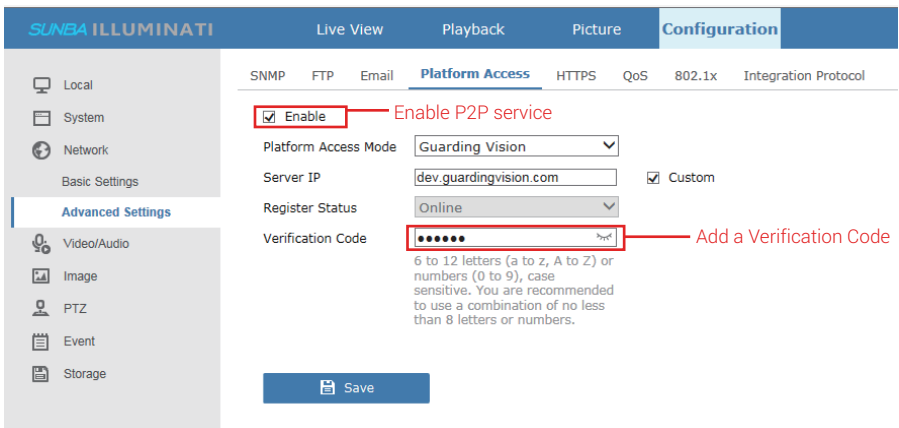 SUNBA ILLUMINATI
Live View Playback Picture Configuration
SNMP FTP Email Platform Access HTTPS QoS 802.1x Integration Protocol
Local
System
Network
Basic Settings
Advanced Settings
Video/Audio
Image
PTZ
Event
Storage
Enable
Enable P2P service
Platform Access Mode Guarding Vision
Server IP dev.guardingvision.com Custom
Register Status Online
Verification Code ●●●●●●
Add a Verification Code
6 to 12 letters (a to z, A to Z) or
numbers (0 to 9), case
sensitive. You are recommended
to use a combination of no less
than 8 letters or numbers.
Save